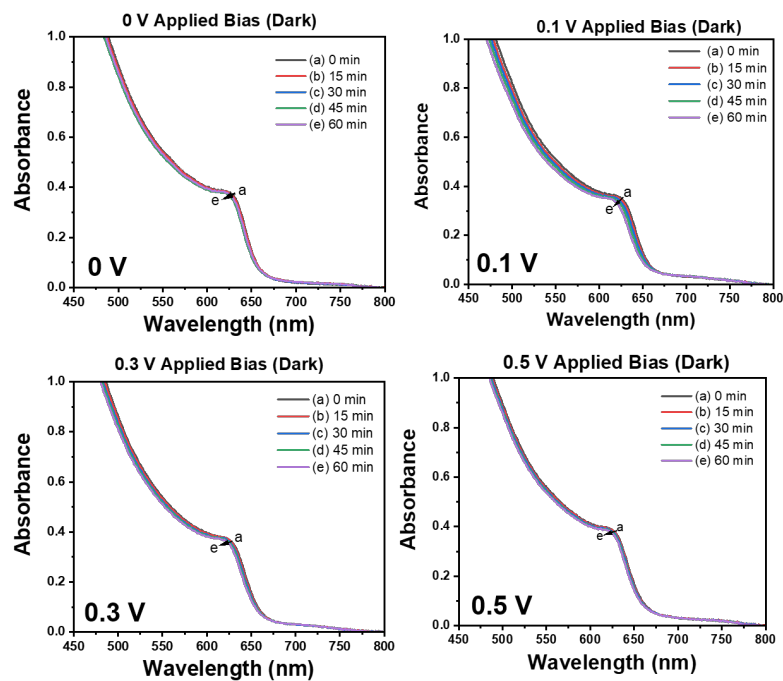 0 V Applied Bias (Dark)
1.0
0.8
0.6
0.4
0.2
0.0
Absorbance
(a) 0 min
(b) 15 min
(c) 30 min
(d) 45 min
(e) 60 min
a
e
0 V
450 500 550 600 650 700 750 800
Wavelength (nm)
0.1 V Applied Bias (Dark)
1.0
0.8
0.6
0.4
0.2
0.0
Absorbance
(a) 0 min
(b) 15 min
(c) 30 min
(d) 45 min
(e) 60 min
a
e
0.1 V
450 500 550 600 650 700 750 800
Wavelength (nm)
0.3 V Applied Bias (Dark)
1.0
0.8
0.6
0.4
0.2
0.0
Absorbance
(a) 0 min
(b) 15 min
(c) 30 min
(d) 45 min
(e) 60 min
a
e
0.3 V
450 500 550 600 650 700 750 800
Wavelength (nm)
0.5 V Applied Bias (Dark)
1.0
0.8
0.6
0.4
0.2
0.0
Absorbance
(a) 0 min
(b) 15 min
(c) 30 min
(d) 45 min
(e) 60 min
a
e
0.5 V
450 500 550 600 650 700 750 800
Wavelength (nm)